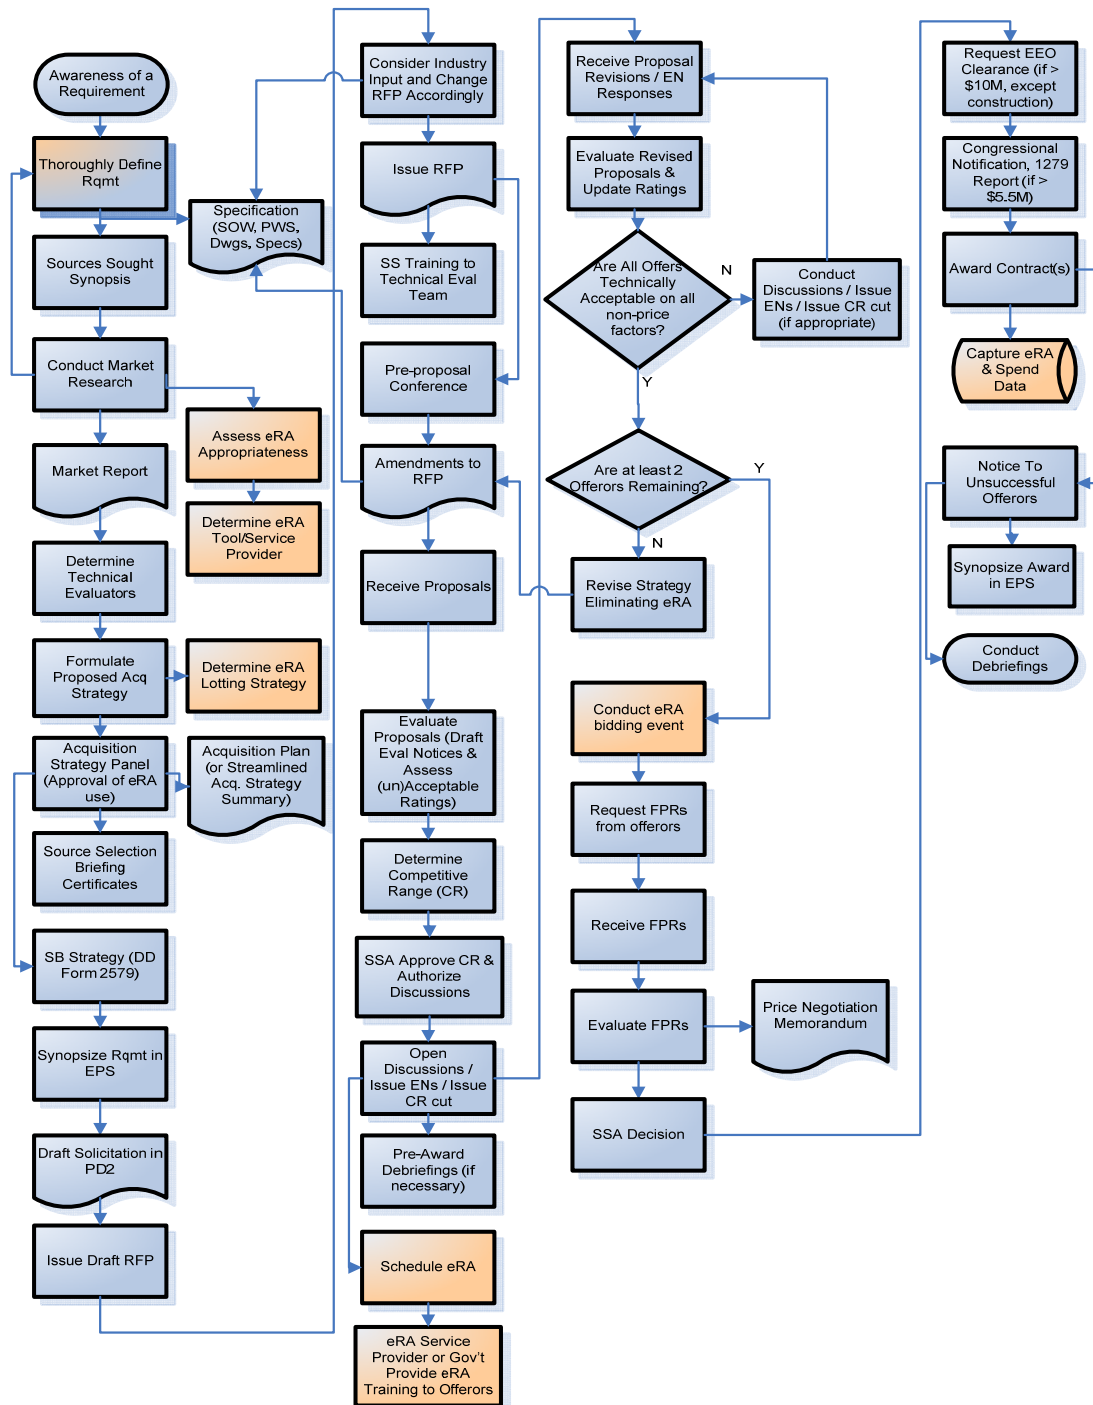 Awareness of a
Requirement
Thoroughly Define
Rqmt
Specification
(SOW, PWS,
Dwgs, Specs)
Sources Sought
Synopsis
Conduct Market
Research
Assess eRA
Appropriateness
Market Report
Determine eRA
Tool/Service
Provider
Determine
Technical
Evaluators
Formulate
Proposed Acq
Strategy
Determine eRA
Lotting Strategy
Acquisition
Strategy Panel
(Approval of eRA
use)
Acquisition Plan
(or Streamlined
Acq. Strategy
Summary)
Source Selection
Briefing
Certificates
SB Strategy (DD
Form 2579)
Synopsize Rqmt in
EPS
Draft Solicitation in
PD2
Issue Draft RFP
Consider Industry
Input and Change
RFP Accordingly
Issue RFP
SS Training to
Technical Eval
Team
Pre-proposal
Conference
Amendments to
RFP
Receive Proposals
Evaluate
Proposals (Draft
Eval Notices &
Assess
(un)Acceptable
Ratings)
Determine
Competitive
Range (CR)
SSA Approve CR &
Authorize
Discussions
Open
Discussions /
Issue ENs / Issue
CR cut
Pre-Award
Debriefings (if
necessary)
Schedule eRA
eRA Service
Provider or Gov't
Provide eRA
Training to Offerors
Receive Proposal
Revisions / EN
Responses
Evaluate Revised
Proposals &
Update Ratings
Are All Offers
Technically
Acceptable on all
non-price
factors?
N
Conduct
Discussions / Issue
ENs / Issue CR cut
(if appropriate)
Y
Are at least 2
Offerors Remaining?
Y
N
Revise Strategy
Eliminating eRA
Conduct eRA
bidding event
Request FPRs
from offerors
Receive FPRs
Evaluate FPRs
Price Negotiation
Memorandum
SSA Decision
Request EEO
Clearance (if >
$10M, except
construction)
Congressional
Notification, 1279
Report (if >
$5.5M)
Award Contract(s)
Capture eRA
& Spend
Data
Notice To
Unsuccessful
Offerors
Synopsize Award
in EPS
Conduct
Debriefings